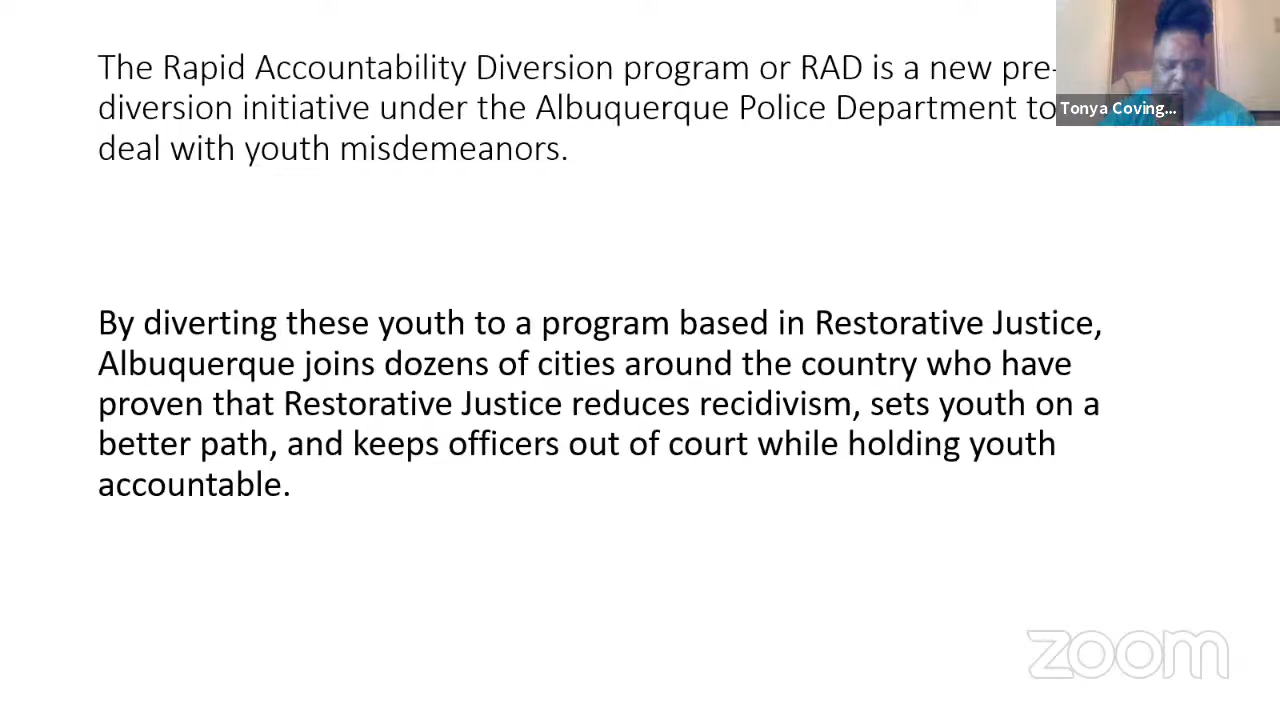 The Rapid Accountability Diversion program or RAD is a new pre-
diversion initiative under the Albuquerque Police Department to
deal with youth misdemeanors.
Tonya Coving...
By diverting these youth to a program based in Restorative Justice,
Albuquerque joins dozens of cities around the country who have
proven that Restorative Justice reduces recidivism, sets youth on a
better path, and keeps officers out of court while holding youth
accountable.
zoom